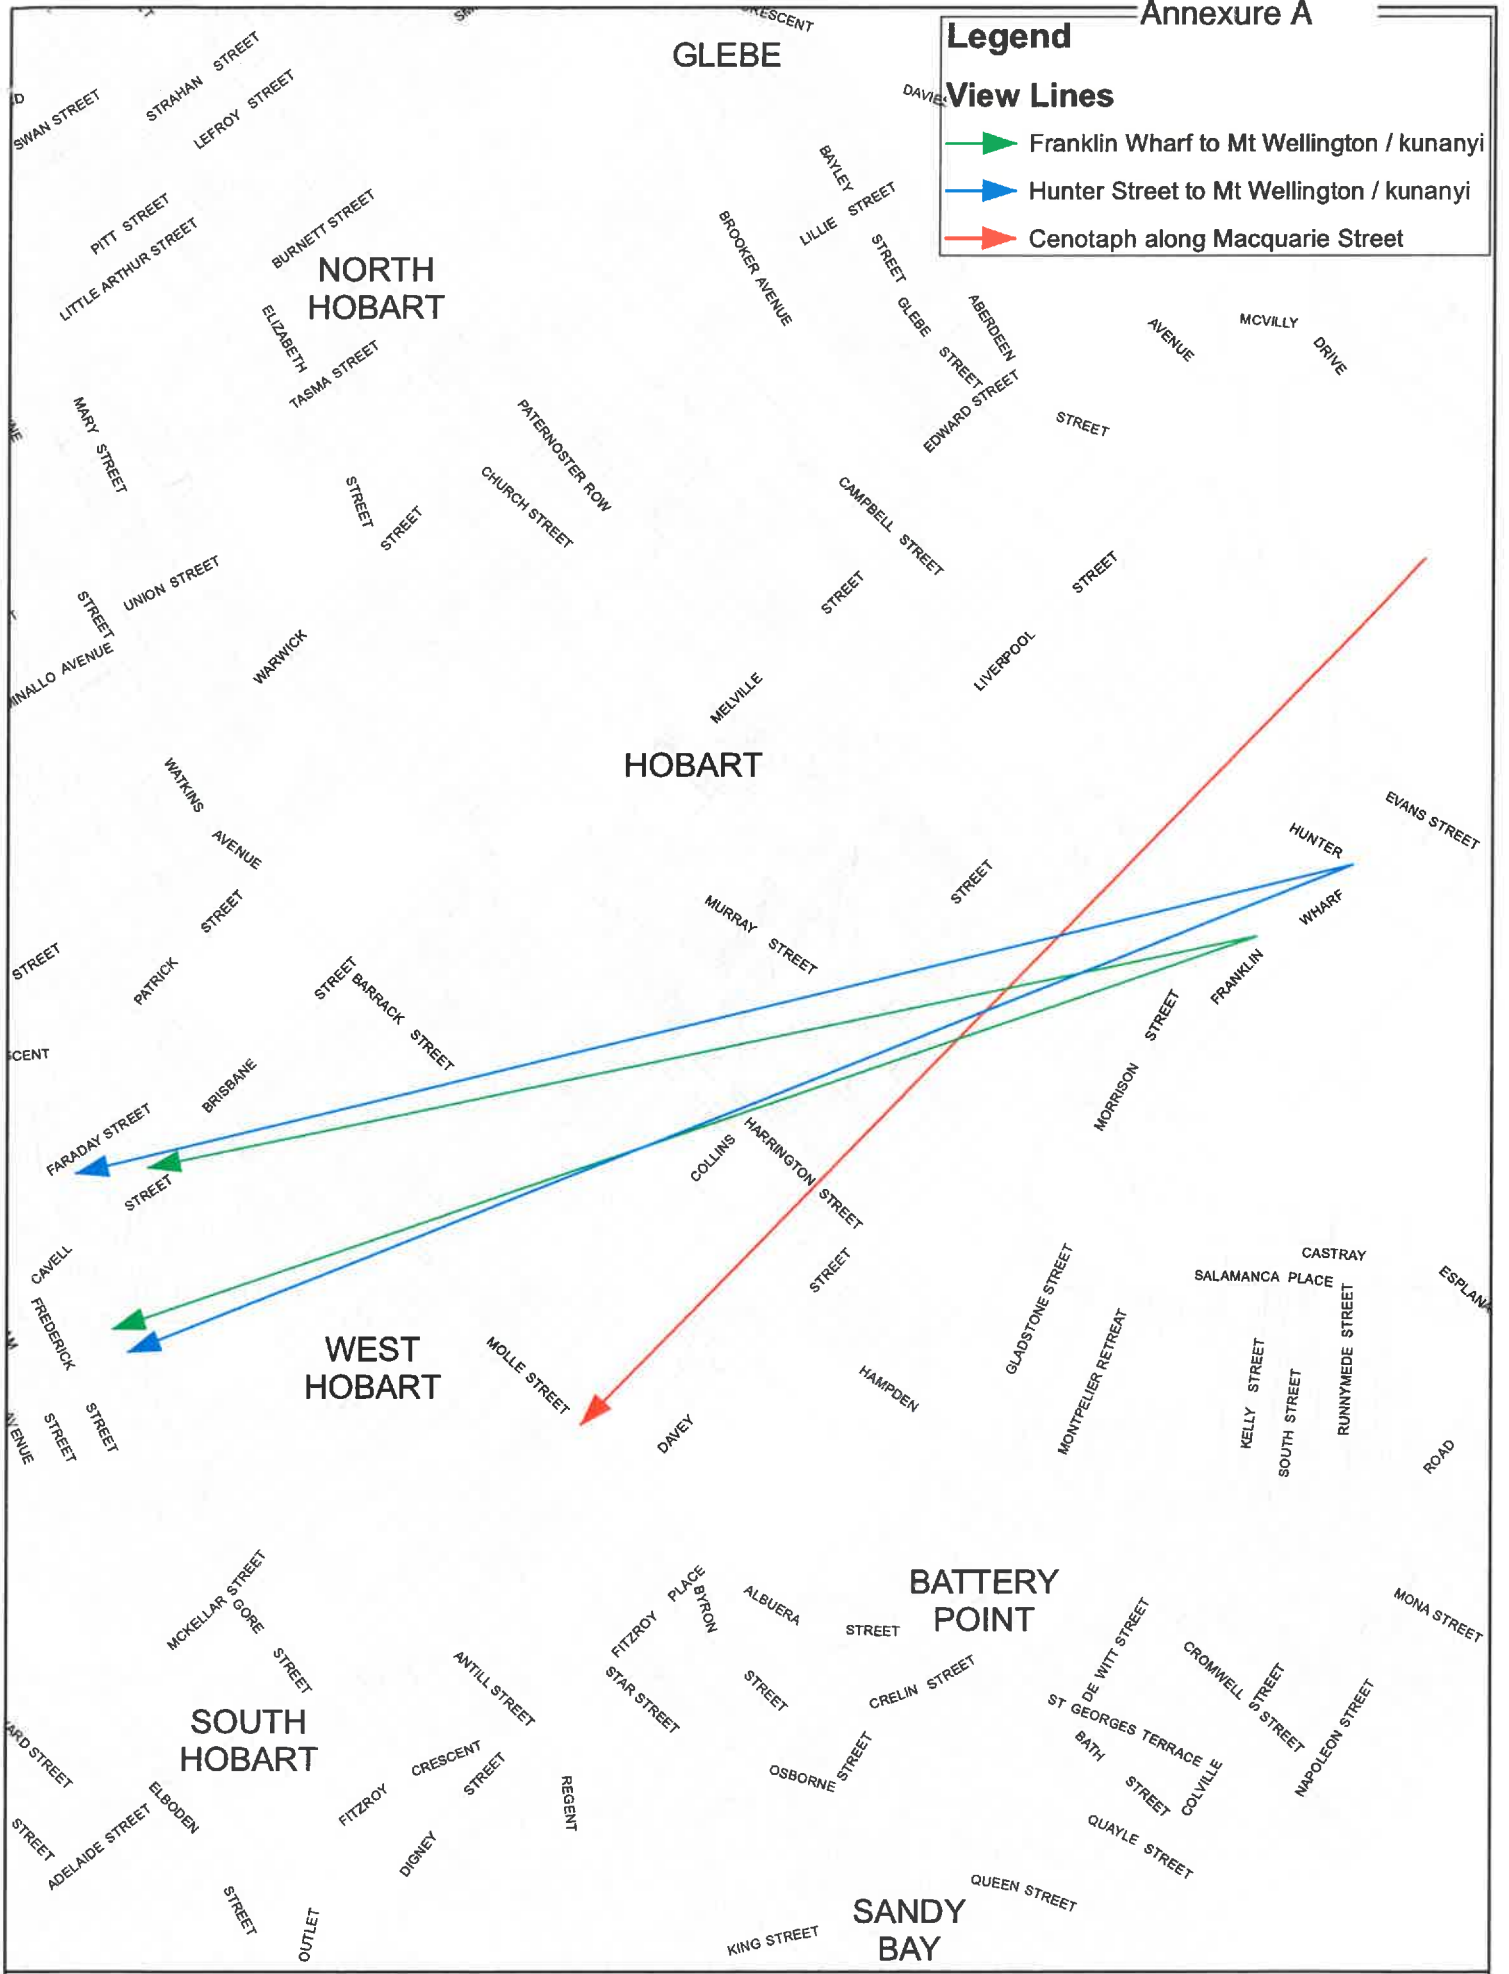 Annexure A
Legend
View Lines
Franklin Wharf to Mt Wellington / kunanyi
Hunter Street to Mt Wellington / kunanyi
Cenotaph along Macquarie Street
GLEBE
STRAHAN STREET
SWAN STREET
LEFROY STREET
PITT STREET
LITTLE ARTHUR STREET
BURNETT STREET
NORTH
HOBART
ELIZABETH
TASMA STREET
BAYLEY
LILLIE STREET
STREET
BROOKER AVENUE
GLEBE
STREET
ABERDEEN
EDWARD STREET
STREET
AVENUE
MCVILLY
DRIVE
MARY STREET
PATERNOSTER ROW
CHURCH STREET
STREET
STREET
CAMPBELL STREET
STREET
STREET
UNION STREET
STREET
AVENUE
WARWICK
MELVILLE
LIVERPOOL
HOBART
WATKINS
AVENUE
STREET
STREET
PATRICK
STREET
BARRACK STREET
BRISBANE
MURRAY STREET
STREET
EVANS STREET
HUNTER
WHARF
FRANKLIN
STREET
MORRISON
FARADAY STREET
STREET
COLLINS
HARRINGTON STREET
STREET
CAVELL
FREDERICK
STREET
STREET
AVENUE
WEST
HOBART
MOLLE STREET
DAVEY
HAMPDEN
GLADSTONE STREET
MONTPELIER RETREAT
CASTRAY
SALAMANCA PLACE
KELLY STREET
SOUTH STREET
RUNNYMEDE STREET
ROAD
MCKELLAR STREET
GORE
STREET
SOUTH
HOBART
ANTILL STREET
FITZROY PLACE
BYRON
ALBUERA
STREET
STAR STREET
STREET
BATTERY
POINT
CRELIN STREET
OSBORNE
STREET
DE WITT STREET
ST GEORGES TERRACE
BATH
STREET
COLVILLE
CROMWELL STREET
STREET
MONA STREET
NAPOLEON STREET
QUAYLE STREET
QUEEN STREET
SANDY
BAY
KING STREET
FITZROY
CRESCENT
STREET
DIGNEY
REGENT
STREET
ADELAIDE STREET
ELBODEN
STREET
OUTLET